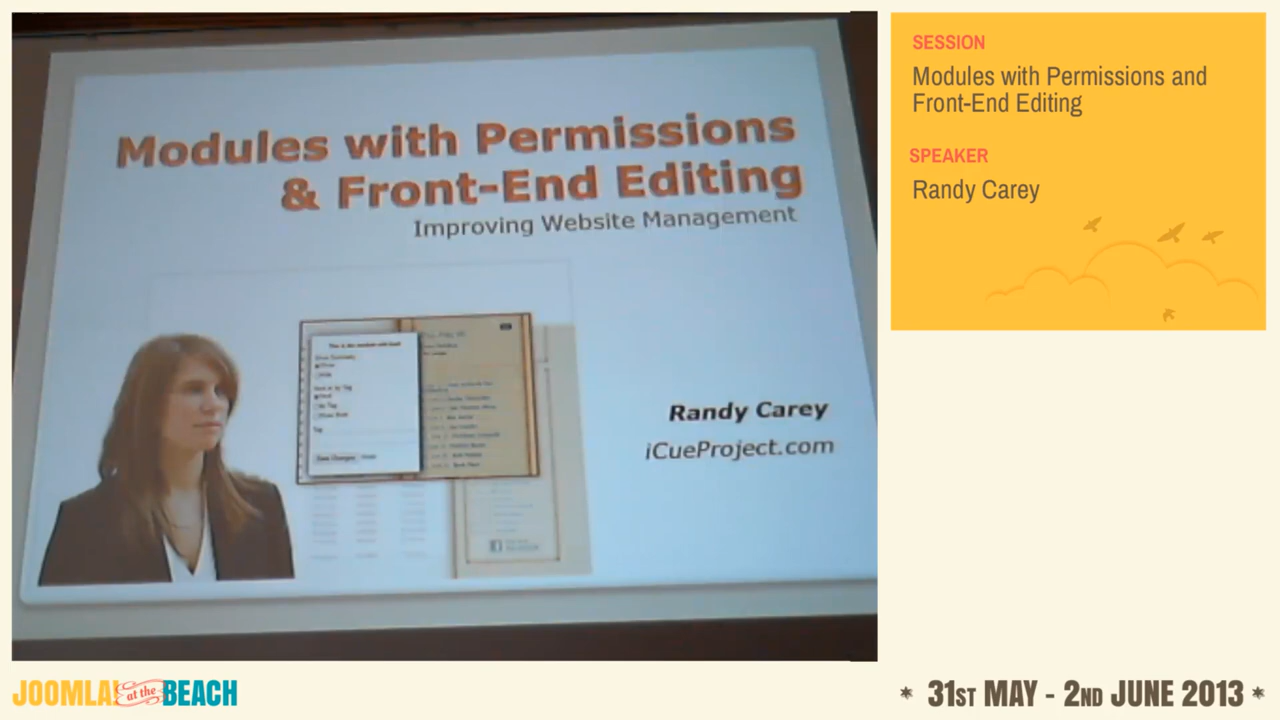 Modules with Permissions
& Front-End Editing
Improving Website Management
Randy Carey
iCueProject.com
SESSION
Modules with Permissions and
Front-End Editing
SPEAKER
Randy Carey
JOOMLA! at the BEACH
* 31ST MAY - 2ND JUNE 2013 *